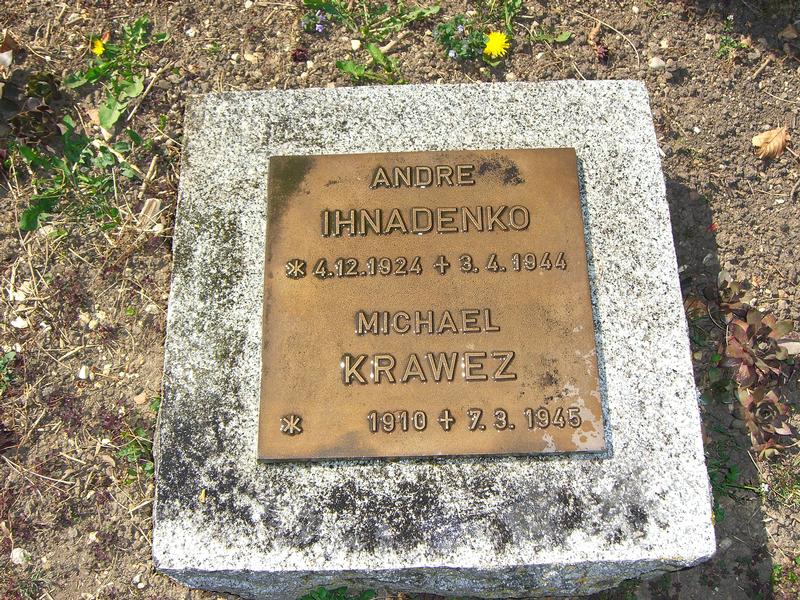 ANDRE
IHNADENKO
* 4.12.1924 + 3. 4. 1944
MICHAEL
KRAWEZ
* 1910 + 7. 3. 1945